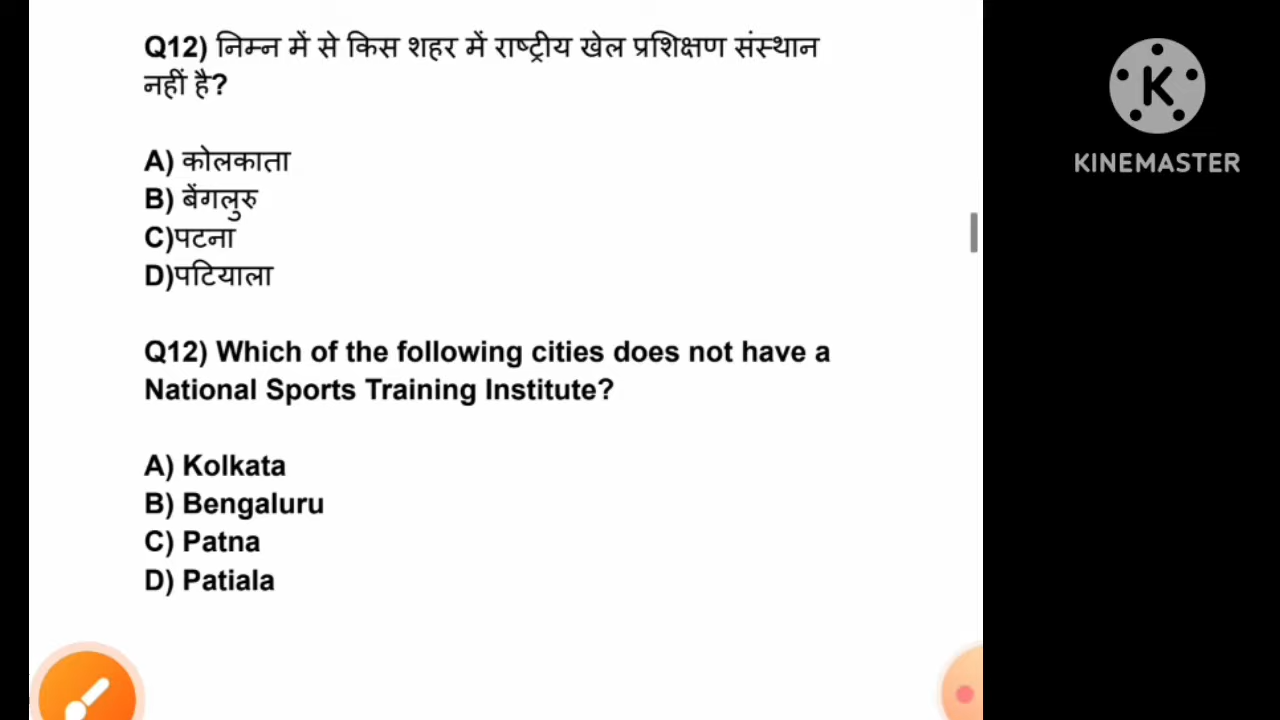 Q12) निम्न में से किस शहर में राष्ट्रीय खेल प्रशिक्षण संस्थान
नहीं है?
A) कोलकाता
B) बेंगलुरु
C)पटना
D)पटियाला
Q12) Which of the following cities does not have a
National Sports Training Institute?
A) Kolkata
B) Bengaluru
C) Patna
D) Patiala
K
KINEMASTER